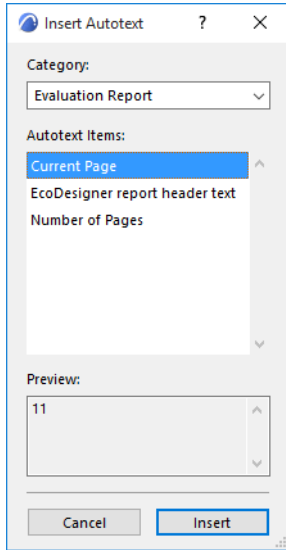 Insert Autotext ?
Category:
Evaluation Report
Autotext Items:
Current Page
EcoDesigner report header text
Number of Pages
Preview:
11
Cancel Insert